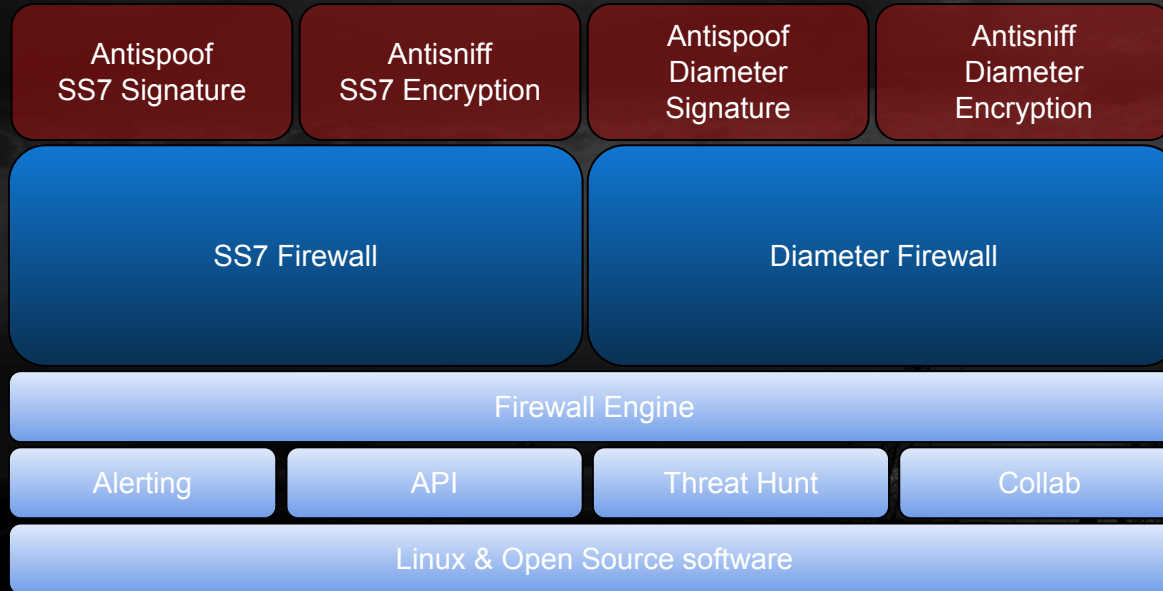 Antispoof
SS7 Signature
Antisniff
SS7 Encryption
Antispoof
Diameter
Signature
Antisniff
Diameter
Encryption
SS7 Firewall
Diameter Firewall
Firewall Engine
Alerting
API
Threat Hunt
Collab
Linux & Open Source software